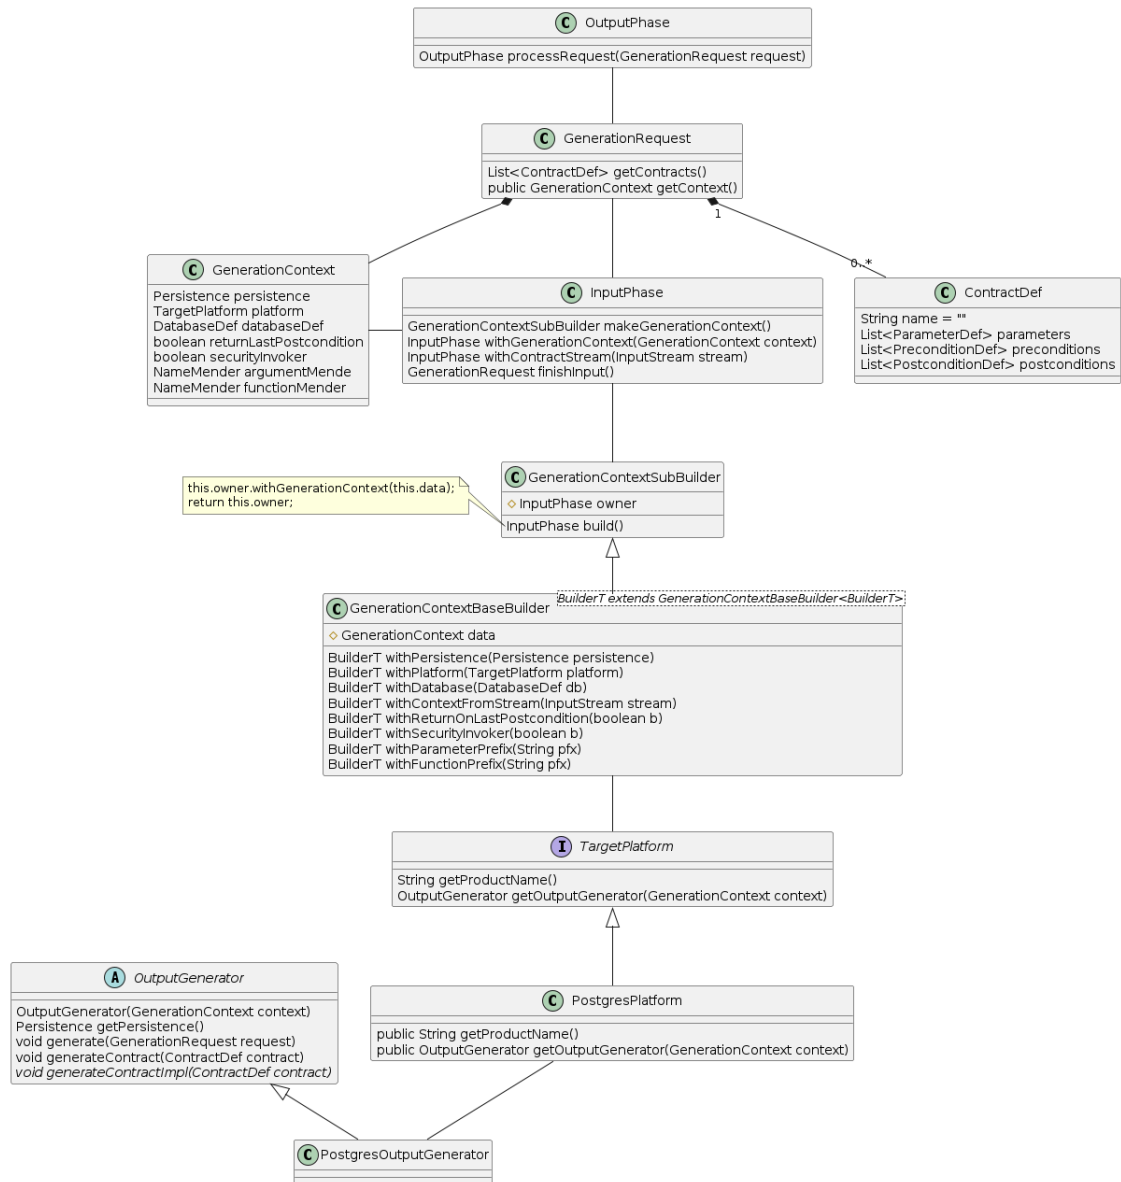 C OutputPhase
OutputPhase processRequest(GenerationRequest request)
C GenerationRequest
List<ContractDef> getContracts()
public GenerationContext getContext()
1
0..*
C GenerationContext
Persistence persistence
TargetPlatform platform
DatabaseDef databaseDef
boolean returnLastPostcondition
boolean securityInvoker
NameMender argumentMende
NameMender functionMender
C InputPhase
GenerationContextSubBuilder makeGenerationContext()
InputPhase withGenerationContext(GenerationContext context)
InputPhase withContractStream(InputStream stream)
GenerationRequest finishInput()
C ContractDef
String name = ""
List<ParameterDef> parameters
List<PreconditionDef> preconditions
List<PostconditionDef> postconditions
this.owner.withGenerationContext(this.data);
return this.owner;
C GenerationContextSubBuilder
InputPhase owner
InputPhase build()
C GenerationContextBaseBuilder
BuilderT extends GenerationContextBaseBuilder<BuilderT>
GenerationContext data
BuilderT withPersistence(Persistence persistence)
BuilderT withPlatform(TargetPlatform platform)
BuilderT withDatabase(DatabaseDef db)
BuilderT withContextFromStream(InputStream stream)
BuilderT withReturnOnLastPostcondition(boolean b)
BuilderT withSecurityInvoker(boolean b)
BuilderT withParameterPrefix(String pfx)
BuilderT withFunctionPrefix(String pfx)
I TargetPlatform
String getProductName()
OutputGenerator getOutputGenerator(GenerationContext context)
A OutputGenerator
OutputGenerator(GenerationContext context)
Persistence getPersistence()
void generate(GenerationRequest request)
void generateContract(ContractDef contract)
void generateContractImpl(ContractDef contract)
C PostgresPlatform
public String getProductName()
public OutputGenerator getOutputGenerator(GenerationContext context)
C PostgresOutputGenerator